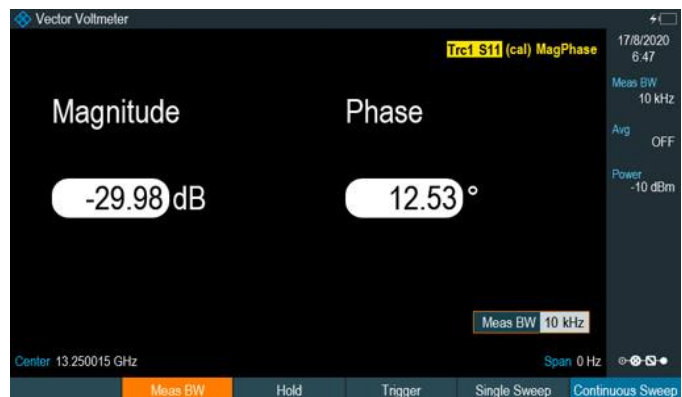 Vector Voltmeter
17/8/2020
6:47
Trc1 S11 (cal) MagPhase
Meas BW
10 kHz
Avg
OFF
Power
-10 dBm
Magnitude Phase
-29.98 dB 12.53 °
Meas BW 10 kHz
Center 13.250015 GHz Span 0 Hz
Meas BW Hold Trigger Single Sweep Continuous Sweep